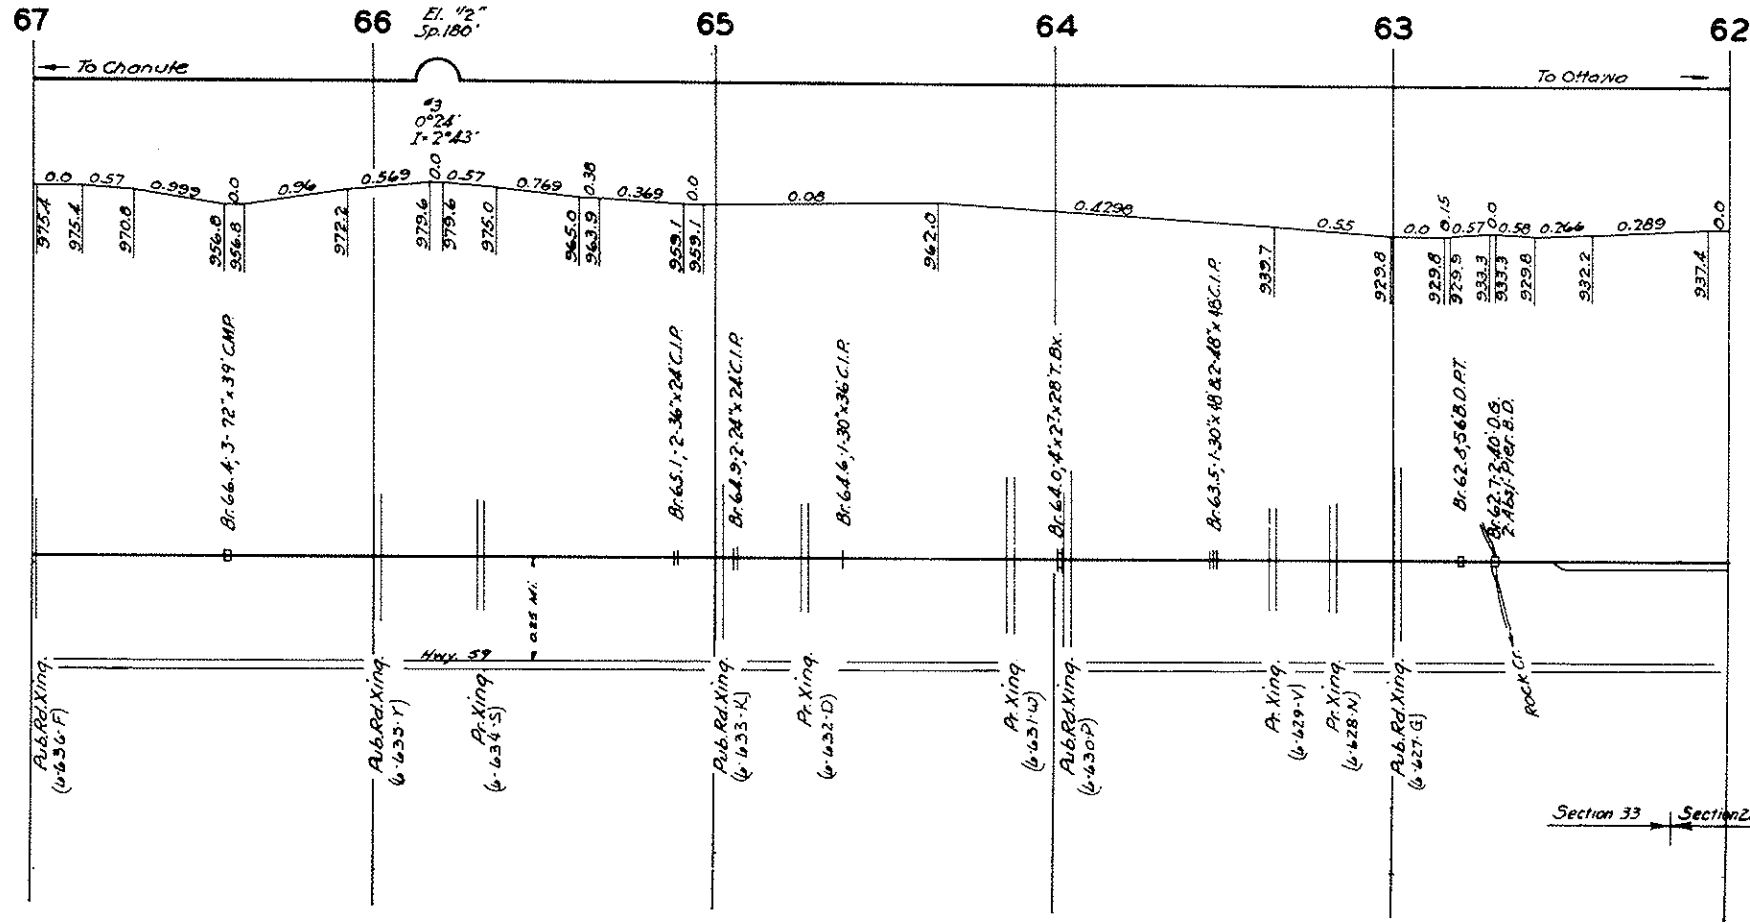 67
66
El. 1/2"
Sp. 180'
65
64
63
62
← To Chanute
To Ottawa →
#3
0°24'
I=2°43'
0.0
0.57
0.999
0.0
0.96
0.569
0.0
0.57
0.769
0.38
0.369
0.0
0.08
0.4298
0.55
0.0
0.15
0.57
0.0
0.58
0.266
0.289
0.0
975.4
975.4
970.8
956.8
956.8
972.2
979.6
979.6
975.0
965.0
963.9
959.1
959.1
962.0
939.7
929.8
929.8
929.9
933.3
933.3
929.8
932.2
937.4
Br. 66.4; 3-72"x39' C.M.P.
Br. 65.1,-2-36"x24' C.I.P.
Br. 64.9; 2-24"x24' C.I.P.
Br. 64.6; 1-30"x36' C.I.P.
Br. 64.0; 4'x2'x28' T.Bx.
Br. 63.5; 1-30"x48' & 2-48"x48' C.I.P.
Br. 62.8, 56' B.D.P.T.
Br. 62.7; 2-40' D.G.
2-Abs. 1-Pier. B.D.
0.25 Mi.
Hwy. 59
Rock Cr.
Pub.Rd.Xing.
(6-636-F)
Pub.Rd.Xing.
(6-635-Y)
Pr. Xing.
(6-634-S)
Pub.Rd.Xing.
(6-633-K)
Pr. Xing.
(6-632-D)
Pr. Xing
(6-631-W)
Pub.Rd.Xing
(6-630-P)
Pr. Xing
(6-629-V)
Pr. Xing
(6-628-N)
Pub.Rd.Xing
(6-627-G)
Section 33
Section 2